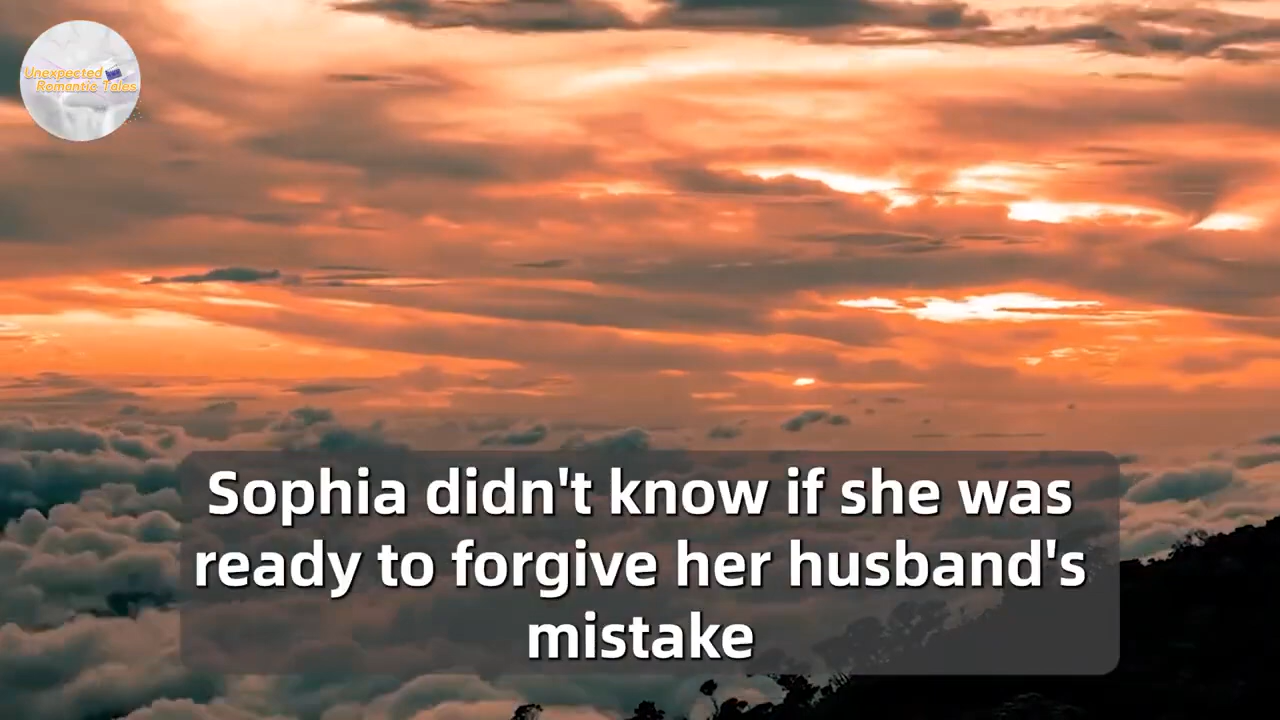 Unexpected
Romantic Tales
Sophia didn't know if she was
ready to forgive her husband's
mistake